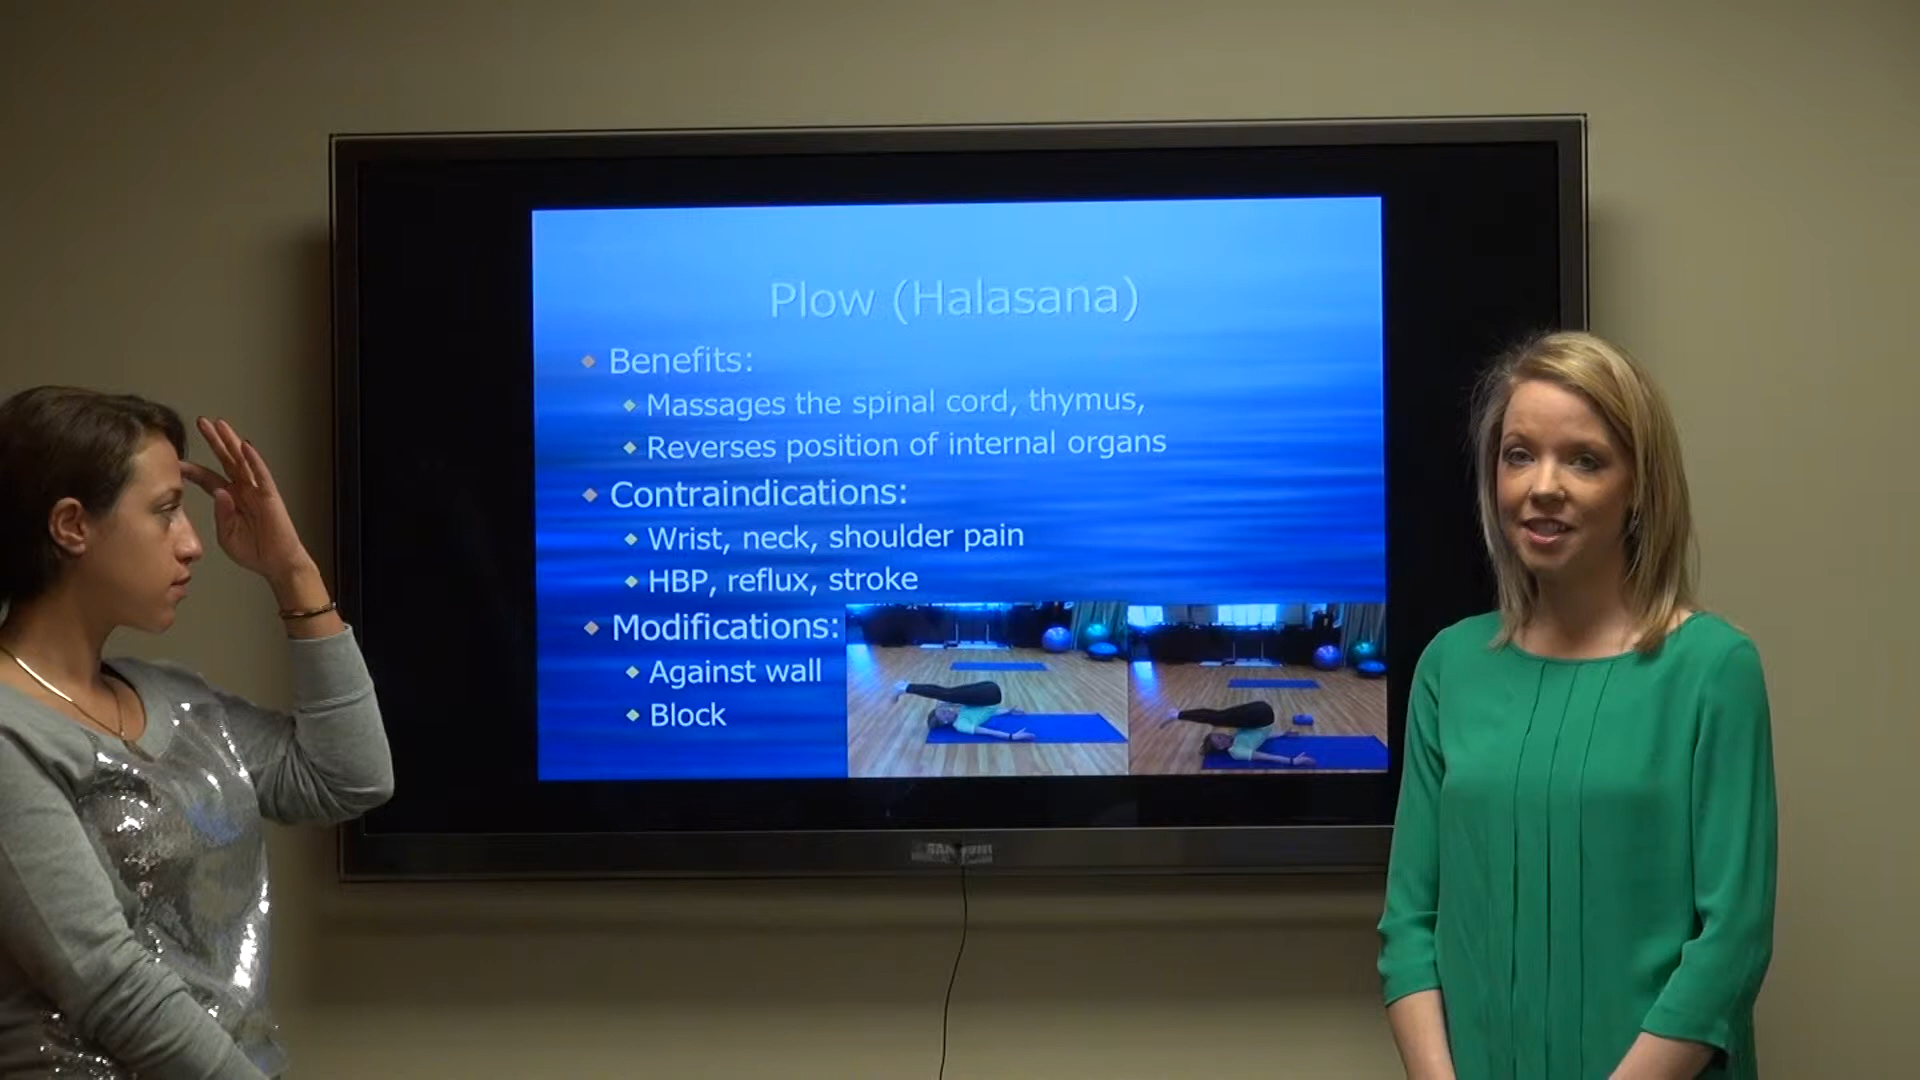 Plow (Halasana)
Benefits:
Massages the spinal cord, thymus,
Reverses position of internal organs
Contraindications:
Wrist, neck, shoulder pain
HBP, reflux, stroke
Modifications:
Against wall
Block